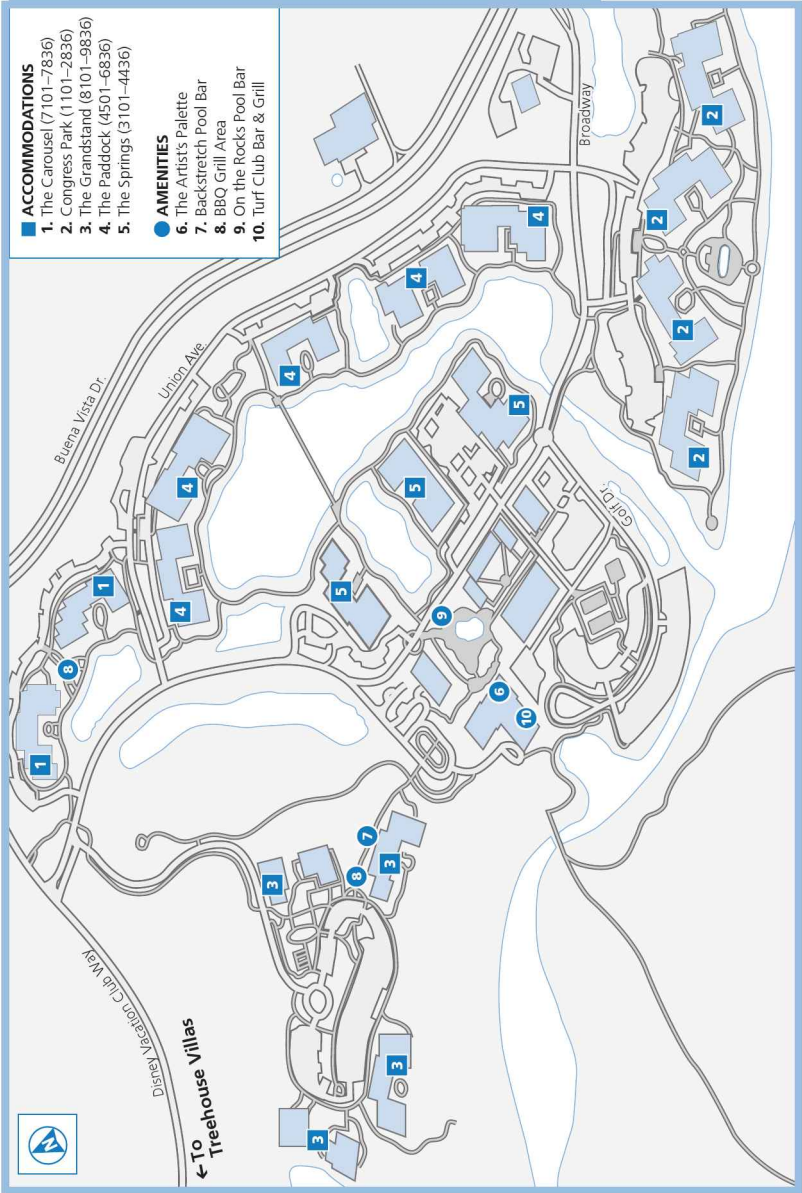 ACCOMMODATIONS
1. The Carousel (7101–7836)
2. Congress Park (1101–2836)
3. The Grandstand (8101–9836)
4. The Paddock (4501–6836)
5. The Springs (3101–4436)
AMENITIES
6. The Artist's Palette
7. Backstretch Pool Bar
8. BBQ Grill Area
9. On the Rocks Pool Bar
10. Turf Club Bar & Grill
Buena Vista Dr.
Union Ave.
Broadway
Golf Dr.
Disney Vacation Club Way
←To
Treehouse Villas
N
1
1
8
4
4
4
4
4
5
5
5
9
6
10
2
2
2
2
7
8
3
3
3
3